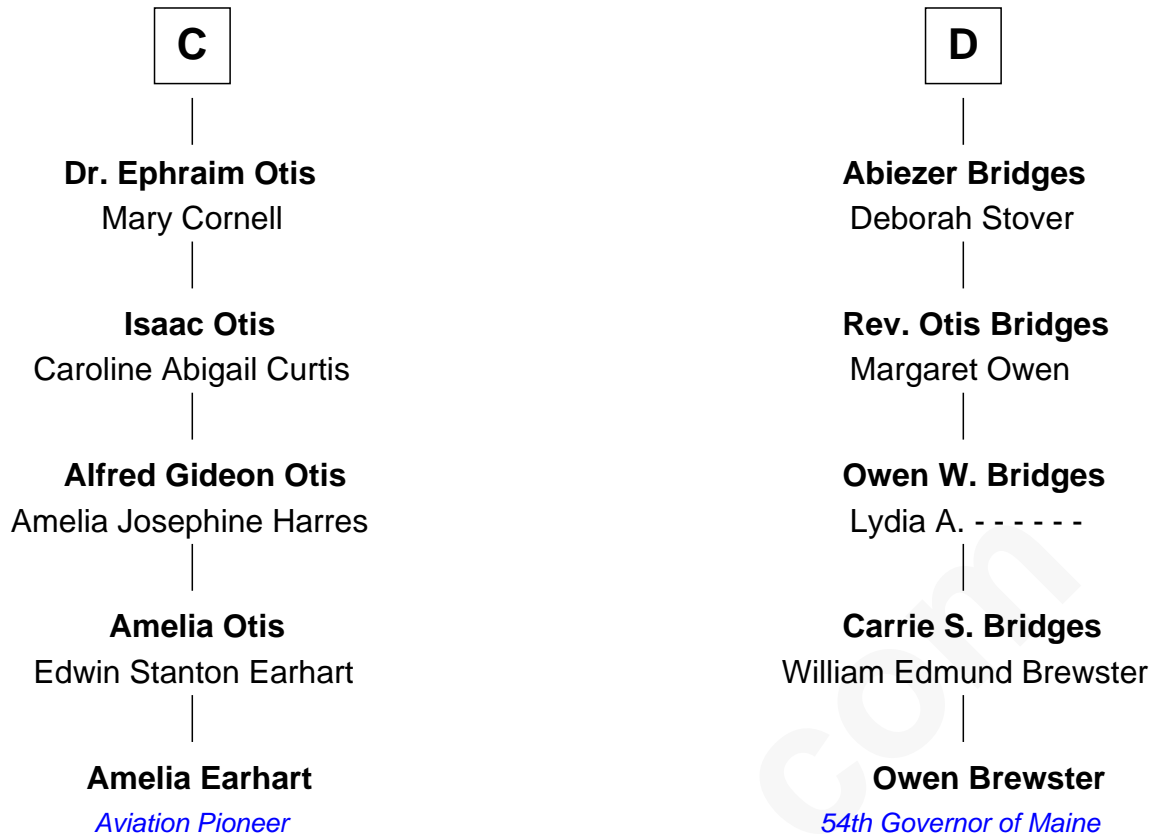 C
Dr. Ephraim Otis
Mary Cornell
Isaac Otis
Caroline Abigail Curtis
Alfred Gideon Otis
Amelia Josephine Harres
Amelia Otis
Edwin Stanton Earhart
Amelia Earhart
Aviation Pioneer
D
Abiezer Bridges
Deborah Stover
Rev. Otis Bridges
Margaret Owen
Owen W. Bridges
Lydia A. - - - - - -
Carrie S. Bridges
William Edmund Brewster
Owen Brewster
54th Governor of Maine
com